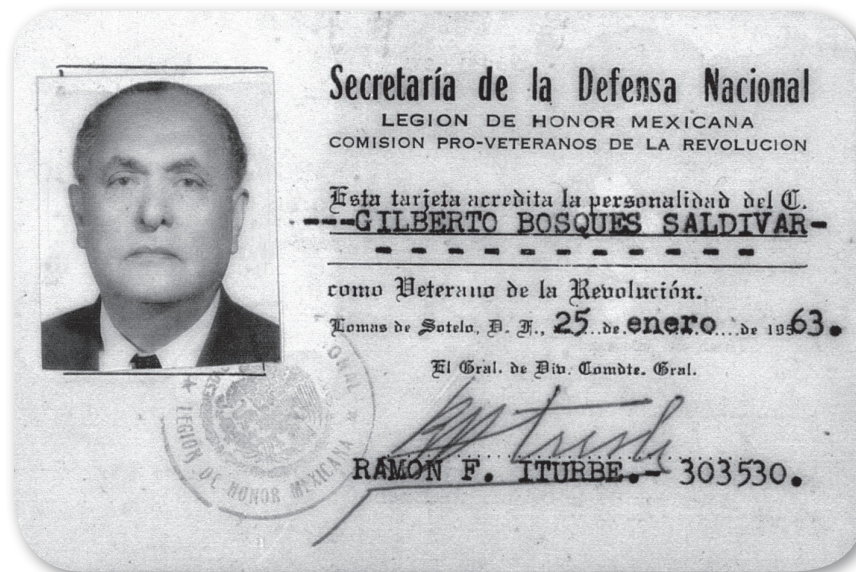 Secretaría de la Defensa Nacional
LEGION DE HONOR MEXICANA
COMISION PRO-VETERANOS DE LA REVOLUCION
Esta tarjeta acredita la personalidad del C.
---GILBERTO BOSQUES SALDIVAR-
- - - - - - - - - - - -
como Veterano de la Revolución.
Lomas de Sotelo, D. F., 25 de enero de 1963.
El Gral. de Div. Comdte. Gral.
RAMON F. ITURBE.- 303530.
LEGION DE HONOR MEXICANA